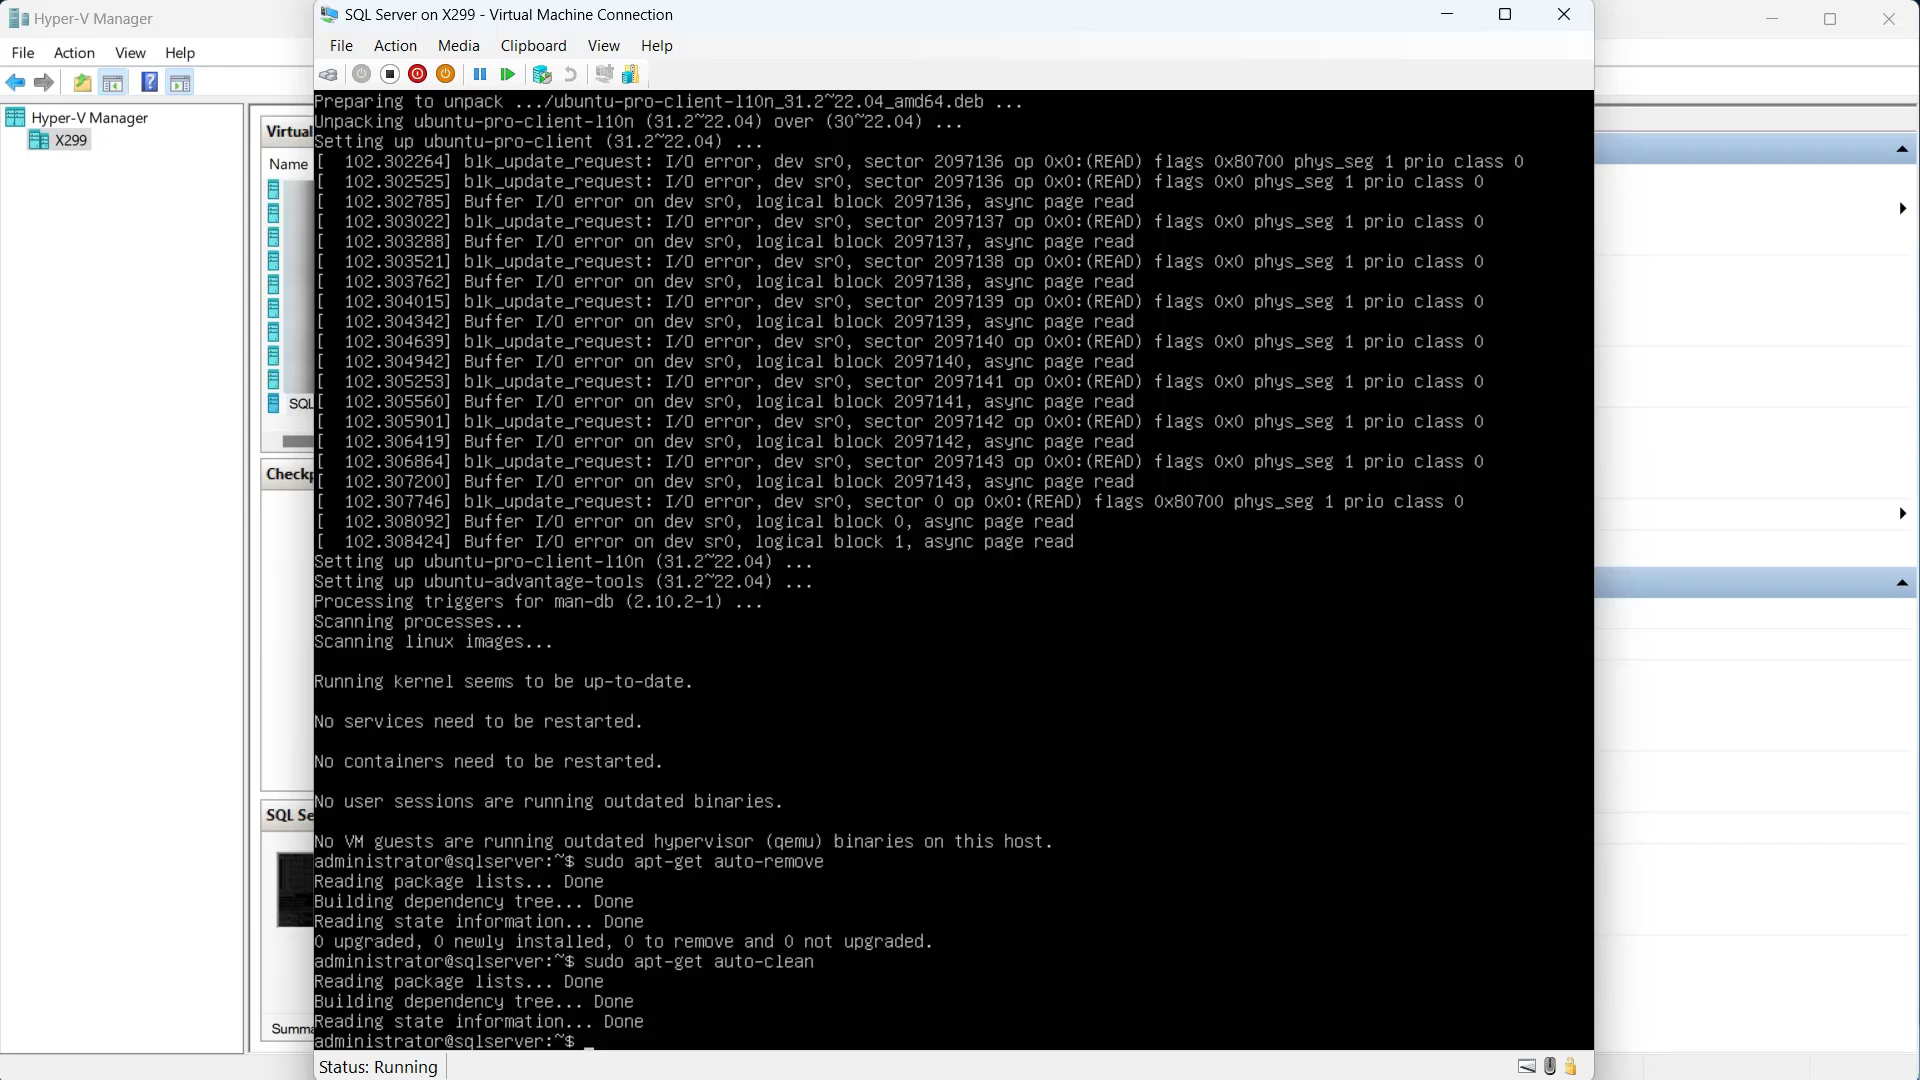 Hyper-V Manager
File Action View Help
Hyper-V Manager
X299
Virtual
Name
SQL
Checkp
SQL Se
Summa
SQL Server on X299 - Virtual Machine Connection
File Action Media Clipboard View Help
Preparing to unpack .../ubuntu-pro-client-l10n_31.2~22.04_amd64.deb ...
Unpacking ubuntu-pro-client-l10n (31.2~22.04) over (30~22.04) ...
Setting up ubuntu-pro-client (31.2~22.04) ...
[  102.302264] blk_update_request: I/O error, dev sr0, sector 2097136 op 0x0:(READ) flags 0x80700 phys_seg 1 prio class 0
[  102.302525] blk_update_request: I/O error, dev sr0, sector 2097136 op 0x0:(READ) flags 0x0 phys_seg 1 prio class 0
[  102.302785] Buffer I/O error on dev sr0, logical block 2097136, async page read
[  102.303022] blk_update_request: I/O error, dev sr0, sector 2097137 op 0x0:(READ) flags 0x0 phys_seg 1 prio class 0
[  102.303288] Buffer I/O error on dev sr0, logical block 2097137, async page read
[  102.303521] blk_update_request: I/O error, dev sr0, sector 2097138 op 0x0:(READ) flags 0x0 phys_seg 1 prio class 0
[  102.303762] Buffer I/O error on dev sr0, logical block 2097138, async page read
[  102.304015] blk_update_request: I/O error, dev sr0, sector 2097139 op 0x0:(READ) flags 0x0 phys_seg 1 prio class 0
[  102.304342] Buffer I/O error on dev sr0, logical block 2097139, async page read
[  102.304639] blk_update_request: I/O error, dev sr0, sector 2097140 op 0x0:(READ) flags 0x0 phys_seg 1 prio class 0
[  102.304942] Buffer I/O error on dev sr0, logical block 2097140, async page read
[  102.305253] blk_update_request: I/O error, dev sr0, sector 2097141 op 0x0:(READ) flags 0x0 phys_seg 1 prio class 0
[  102.305560] Buffer I/O error on dev sr0, logical block 2097141, async page read
[  102.305901] blk_update_request: I/O error, dev sr0, sector 2097142 op 0x0:(READ) flags 0x0 phys_seg 1 prio class 0
[  102.306419] Buffer I/O error on dev sr0, logical block 2097142, async page read
[  102.306864] blk_update_request: I/O error, dev sr0, sector 2097143 op 0x0:(READ) flags 0x0 phys_seg 1 prio class 0
[  102.307200] Buffer I/O error on dev sr0, logical block 2097143, async page read
[  102.307746] blk_update_request: I/O error, dev sr0, sector 0 op 0x0:(READ) flags 0x80700 phys_seg 1 prio class 0
[  102.308092] Buffer I/O error on dev sr0, logical block 0, async page read
[  102.308424] Buffer I/O error on dev sr0, logical block 1, async page read
Setting up ubuntu-pro-client-l10n (31.2~22.04) ...
Setting up ubuntu-advantage-tools (31.2~22.04) ...
Processing triggers for man-db (2.10.2-1) ...
Scanning processes...
Scanning linux images...
Running kernel seems to be up-to-date.
No services need to be restarted.
No containers need to be restarted.
No user sessions are running outdated binaries.
No VM guests are running outdated hypervisor (qemu) binaries on this host.
administrator@sqlserver:~$ sudo apt-get auto-remove
Reading package lists... Done
Building dependency tree... Done
Reading state information... Done
0 upgraded, 0 newly installed, 0 to remove and 0 not upgraded.
administrator@sqlserver:~$ sudo apt-get auto-clean
Reading package lists... Done
Building dependency tree... Done
Reading state information... Done
administrator@sqlserver:~$ _
Status: Running